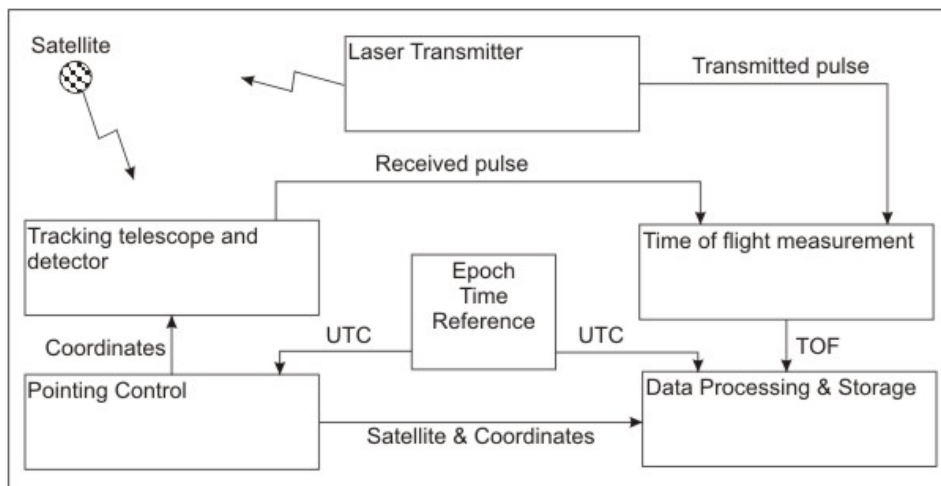 Satellite
Laser Transmitter
Transmitted pulse
Received pulse
Tracking telescope and
detector
Time of flight measurement
Epoch
Time
Reference
Coordinates
UTC
UTC
TOF
Pointing Control
Data Processing & Storage
Satellite & Coordinates